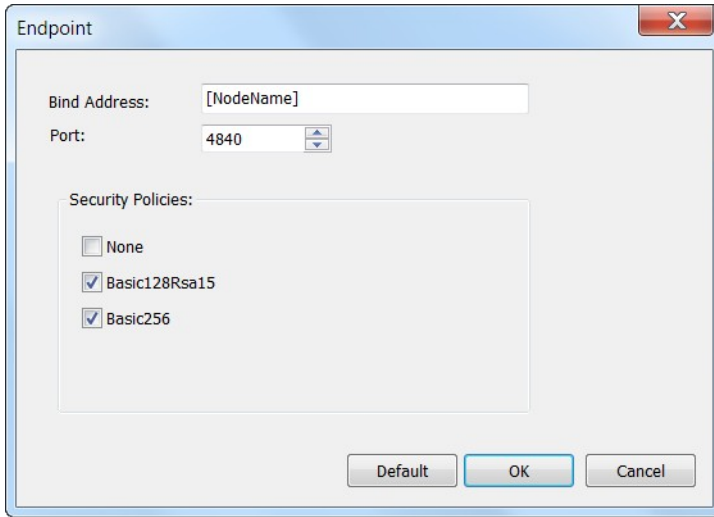 Endpoint
Bind Address: [NodeName]
Port: 4840
Security Policies:
None
Basic128Rsa15
Basic256
Default OK Cancel